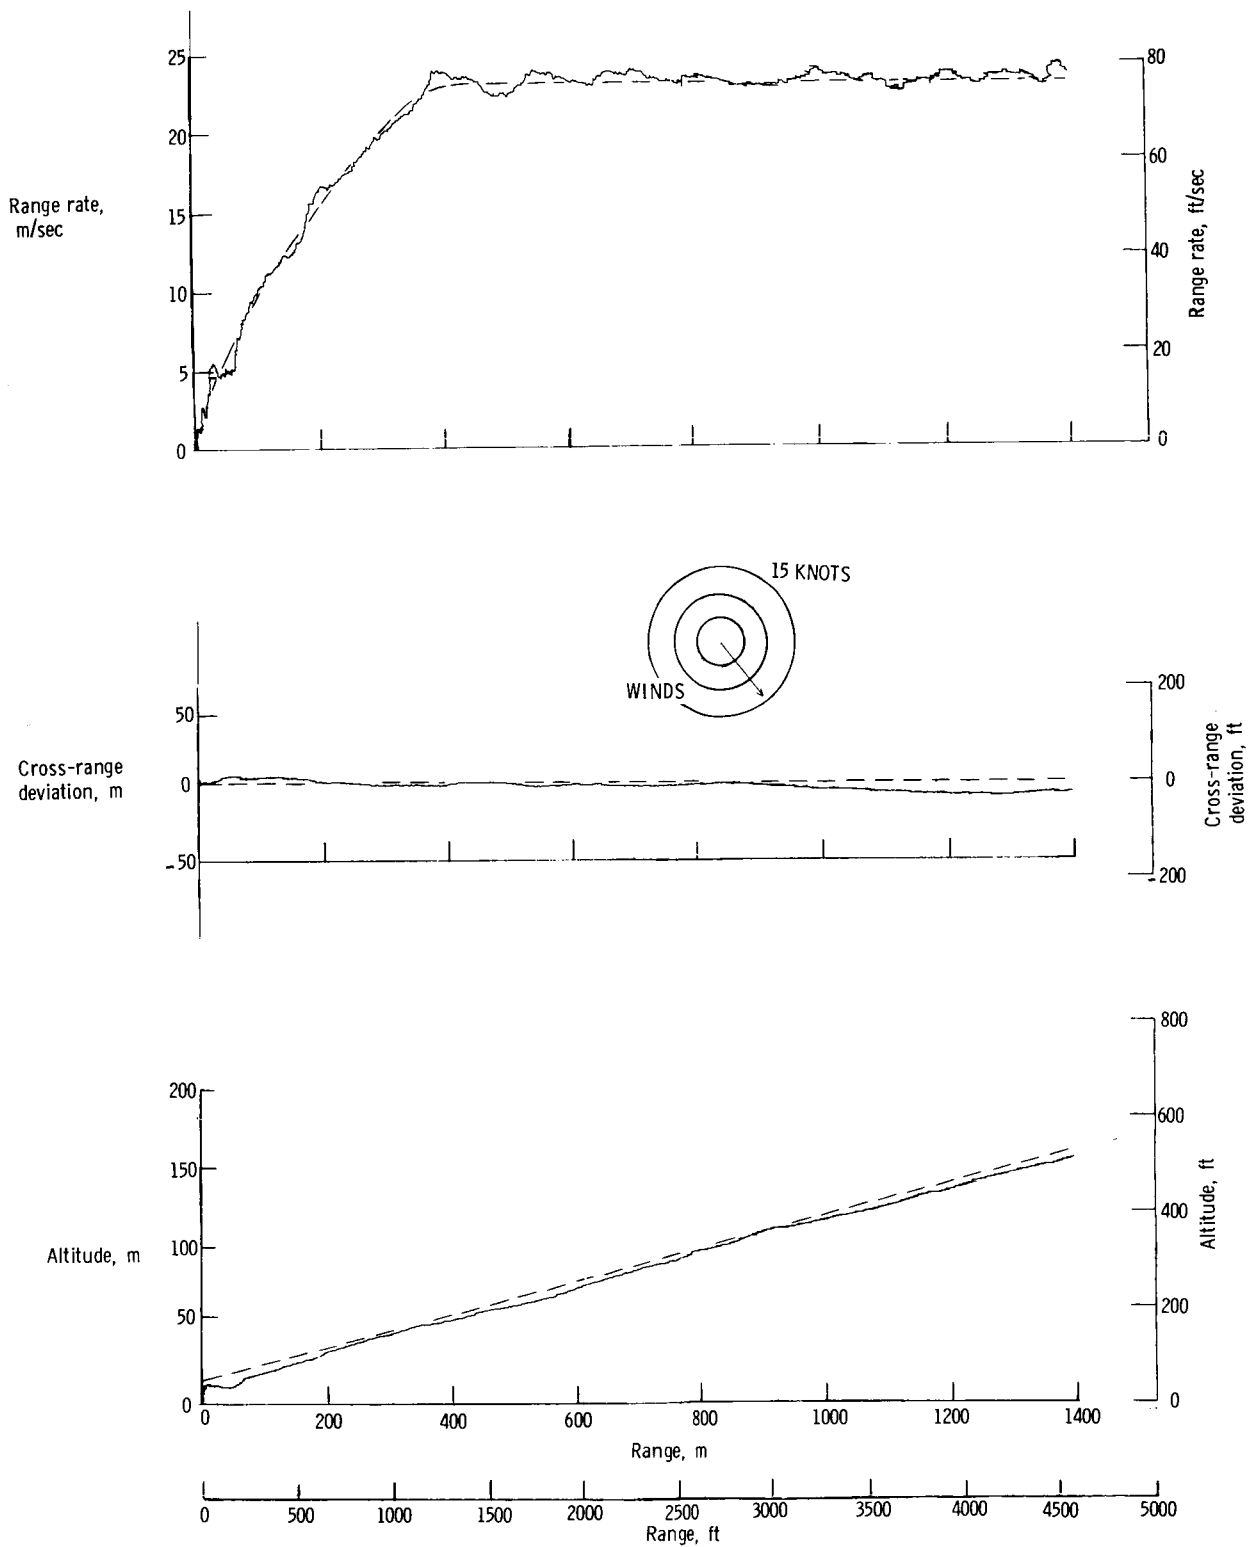 25
20
15
10
5
0
Range rate,
m/sec
80
60
40
20
0
Range rate, ft/sec
15 KNOTS
WINDS
50
0
-50
Cross-range
deviation, m
200
0
-200
Cross-range
deviation, ft
200
150
100
50
0
Altitude, m
800
600
400
200
0
Altitude, ft
0 200 400 600 800 1000 1200 1400
Range, m
0 500 1000 1500 2000 2500 3000 3500 4000 4500 5000
Range, ft